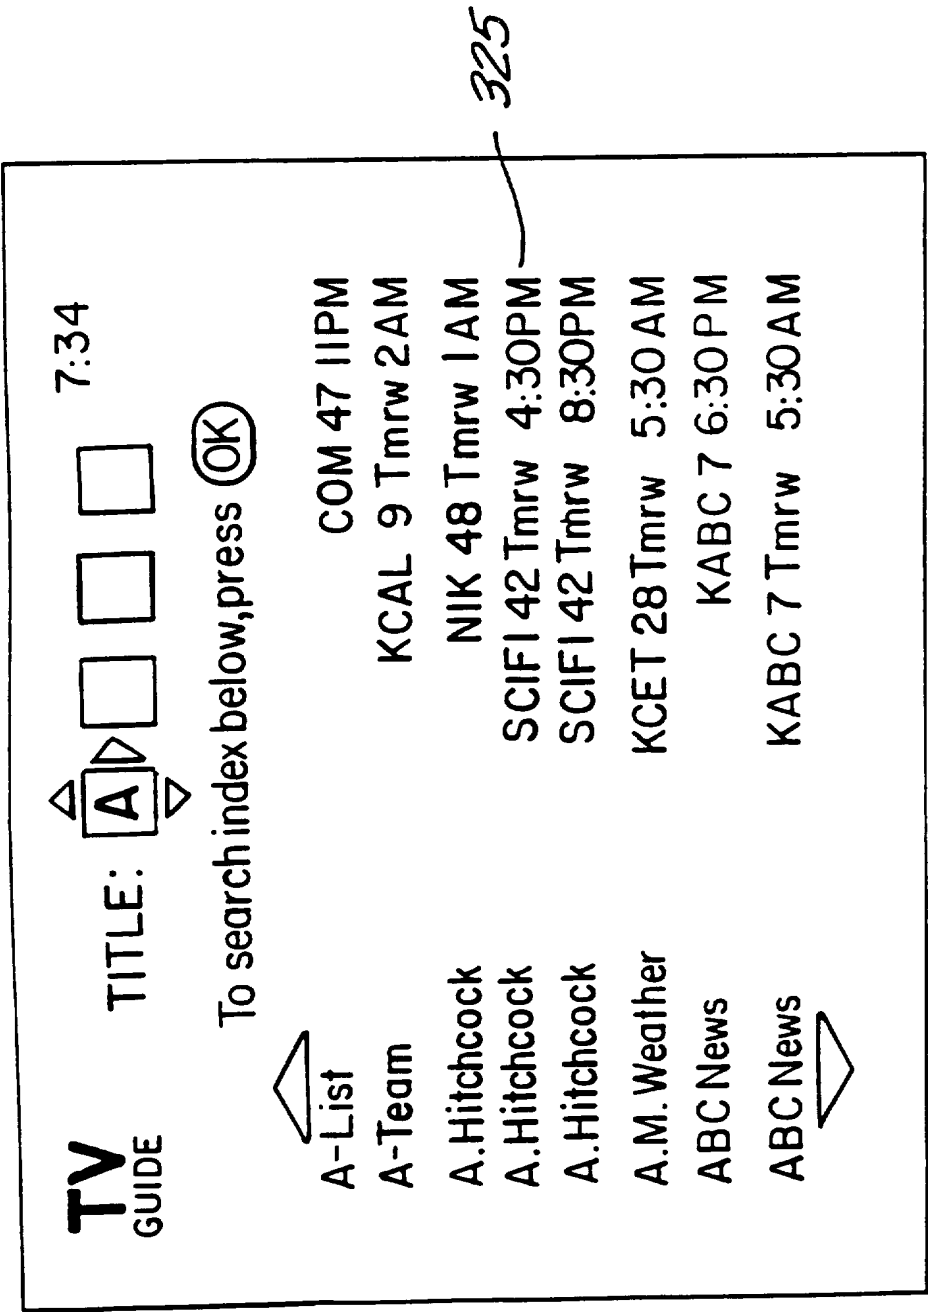 TV
GUIDE
TITLE: A
7:34
To search index below, press OK
A-List COM 47 11PM
A-Team KCAL 9 Tmrw 2AM
A.Hitchcock NIK 48 Tmrw 1AM
A.Hitchcock SCIFI 42 Tmrw 4:30PM
A.Hitchcock SCIFI 42 Tmrw 8:30PM
A.M. Weather KCET 28 Tmrw 5:30AM
ABC News KABC 7 6:30PM
ABC News KABC 7 Tmrw 5:30AM
325